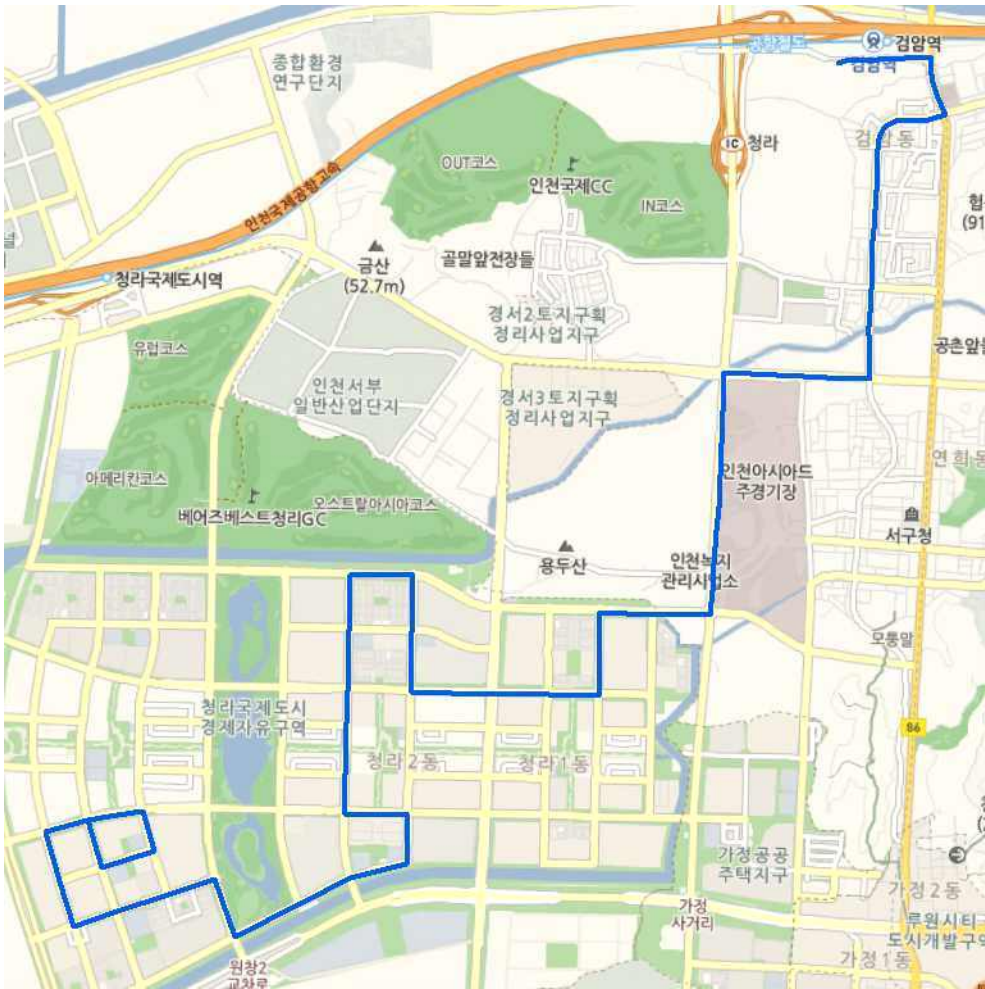 검암역
공항철도
검암역
종합환경
연구단지
IC
청라
검암동
OUT코스
인천국제CC
IN코스
인천국제공항고속
금산
(52.7m)
골말앞전장들
청라국제도시역
경서2토지구획
정리사업지구
유럽코스
인천서부
일반산업단지
경서3토지구획
정리사업지구
아메리칸코스
베어즈베스트청리GC
오스트랄아시아코스
인천아시아드
주경기장
연희동
서구청
용두산
인천녹지
관리사업소
모퉁말
청라국제도시
경제자유구역
86
청라2동
청라1동
가정공공
주택지구
가정2동
가정
사거리
루원시티
도시개발구역
가정1동
원창2
교차로